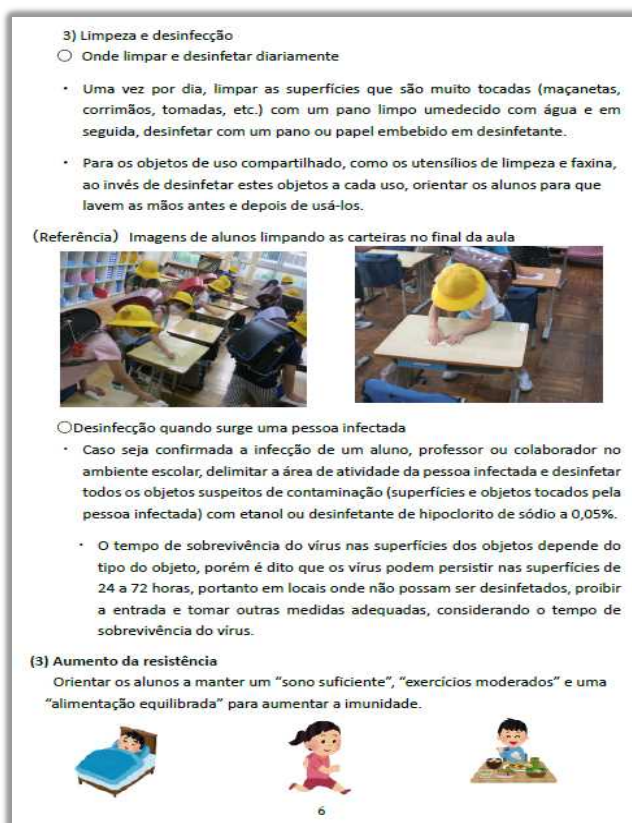 3) Limpeza e desinfecção
○ Onde limpar e desinfetar diariamente
・ Uma vez por dia, limpar as superfícies que são muito tocadas (maçanetas,
corrimãos, tomadas, etc.) com um pano limpo umedecido com água e em
seguida, desinfetar com um pano ou papel embebido em desinfetante.
・ Para os objetos de uso compartilhado, como os utensílios de limpeza e faxina,
ao invés de desinfetar estes objetos a cada uso, orientar os alunos para que
lavem as mãos antes e depois de usá-los.
(Referência) Imagens de alunos limpando as carteiras no final da aula
○Desinfecção quando surge uma pessoa infectada
・ Caso seja confirmada a infecção de um aluno, professor ou colaborador no
ambiente escolar, delimitar a área de atividade da pessoa infectada e desinfetar
todos os objetos suspeitos de contaminação (superfícies e objetos tocados pela
pessoa infectada) com etanol ou desinfetante de hipoclorito de sódio a 0,05%.
・ O tempo de sobrevivência do vírus nas superfícies dos objetos depende do
tipo do objeto, porém é dito que os vírus podem persistir nas superfícies de
24 a 72 horas, portanto em locais onde não possam ser desinfetados, proibir
a entrada e tomar outras medidas adequadas, considerando o tempo de
sobrevivência do vírus.
(3) Aumento da resistência
Orientar os alunos a manter um “sono suficiente”, “exercícios moderados” e uma
“alimentação equilibrada” para aumentar a imunidade.
6